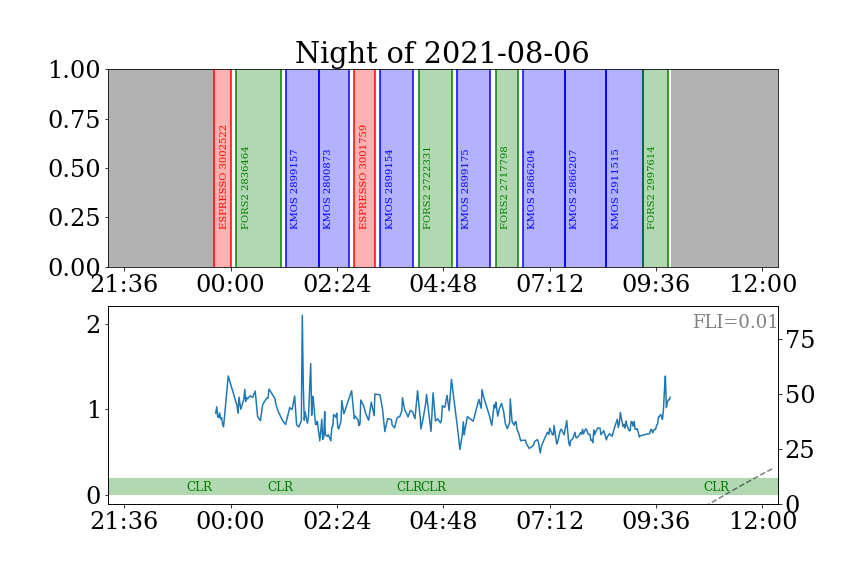 Night of 2021-08-06
1.00
0.75
0.50
0.25
0.00
ESPRESSO 3002522
FORS2 2836464
KMOS 2899157
KMOS 2800873
ESPRESSO 3001759
KMOS 2899154
FORS2 2722331
KMOS 2899175
FORS2 2717798
KMOS 2866204
KMOS 2866207
KMOS 2911515
FORS2 2997614
21:36 00:00 02:24 04:48 07:12 09:36 12:00
FLI=0.01
2
1
0
75
50
25
0
CLR CLR CLR CLR CLR
21:36 00:00 02:24 04:48 07:12 09:36 12:00